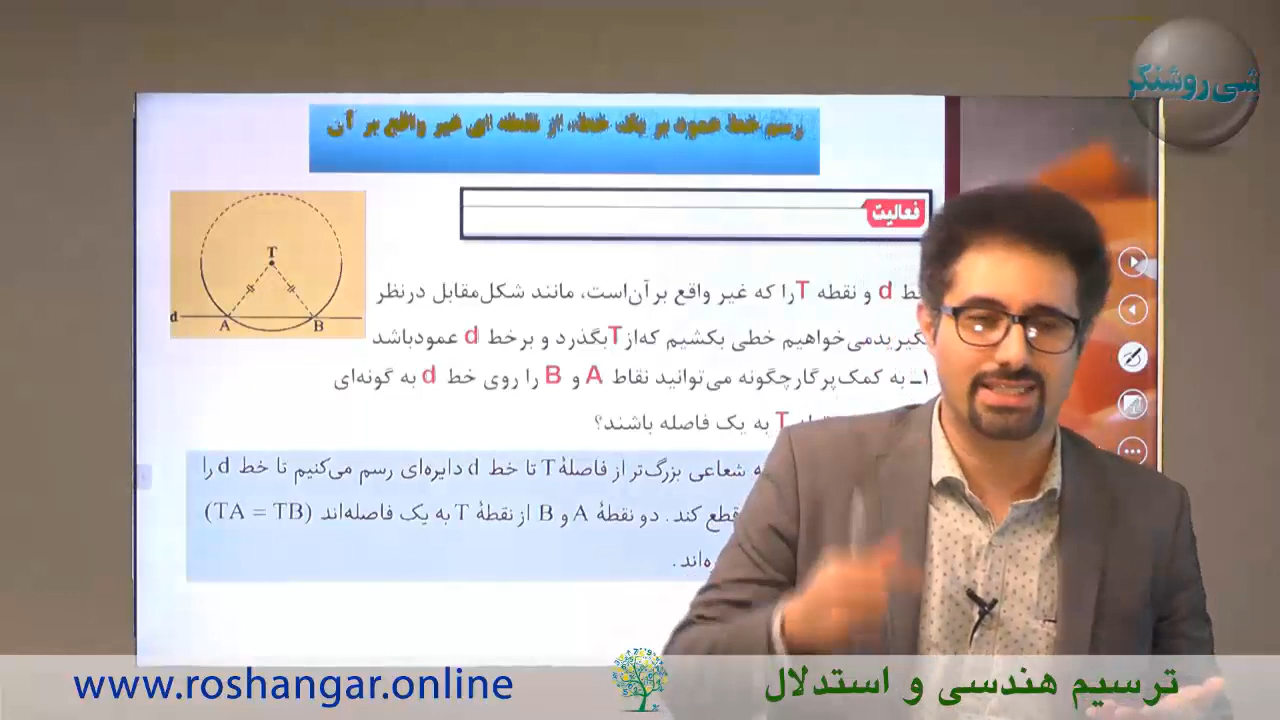 شی روشنگر
رسم خط عمود بر یک خط، از نقطه ای غیر واقع بر آن
فعالیت
T
d
A
B
خط d و نقطه T را که غیر واقع بر آن است، مانند شکل مقابل در نظر
بگیرید می‌خواهیم خطی بکشیم که از T بگذرد و بر خط d عمود باشد
۱ــ به کمک پرگار چگونه می‌توانید نقاط A و B را روی خط d به گونه‌ای
T به یک فاصله باشند؟
شعاعی بزرگ‌تر از فاصلهٔ T تا خط d دایره‌ای رسم می‌کنیم تا خط d را
قطع کند. دو نقطهٔ A و B از نقطهٔ T به یک فاصله‌اند (TA = TB)
www.roshangar.online
ترسیم هندسی و استدلال